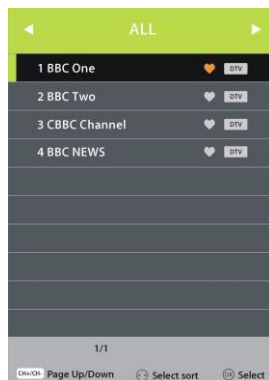 ALL
1 BBC One DTV
2 BBC Two DTV
3 CBBC Channel DTV
4 BBC NEWS DTV
1/1
CH+/CH- Page Up/Down Select sort OK Select